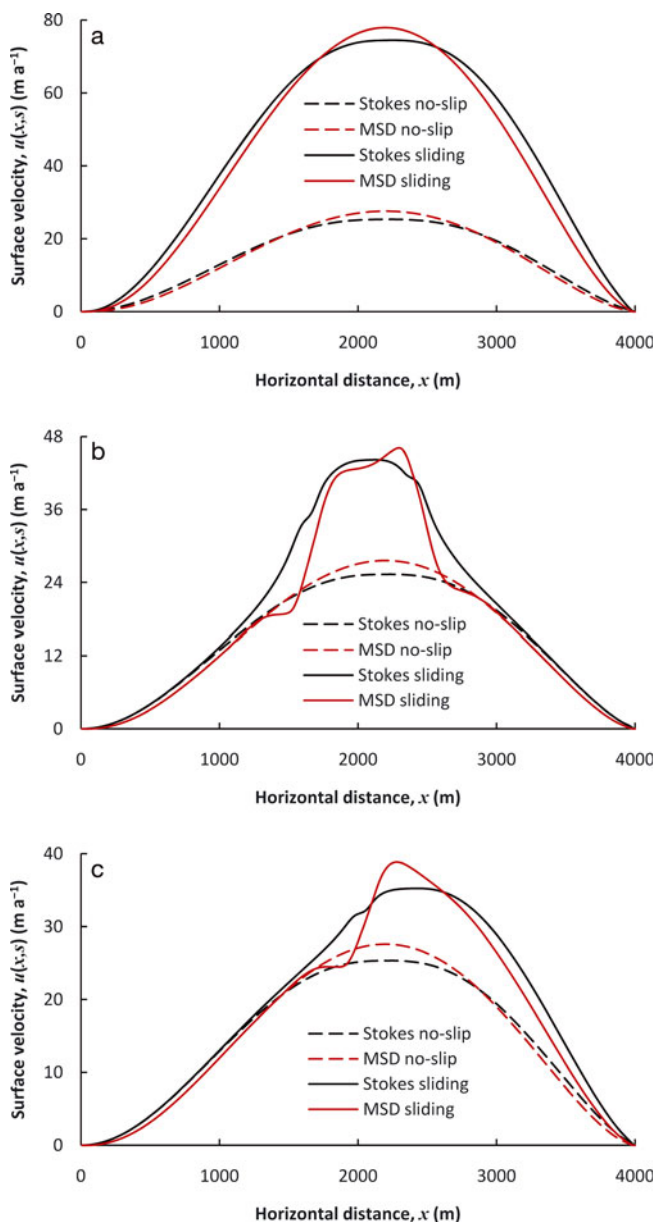 a
80
60
40
20
0
Surface velocity, u(x,s) (m a⁻¹)
Stokes no-slip
MSD no-slip
Stokes sliding
MSD sliding
0 1000 2000 3000 4000
Horizontal distance, x (m)
b
48
36
24
12
0
Surface velocity, u(x,s) (m a⁻¹)
Stokes no-slip
MSD no-slip
Stokes sliding
MSD sliding
0 1000 2000 3000 4000
Horizontal distance, x (m)
c
40
30
20
10
0
Surface velocity, u(x,s) (m a⁻¹)
Stokes no-slip
MSD no-slip
Stokes sliding
MSD sliding
0 1000 2000 3000 4000
Horizontal distance, x (m)